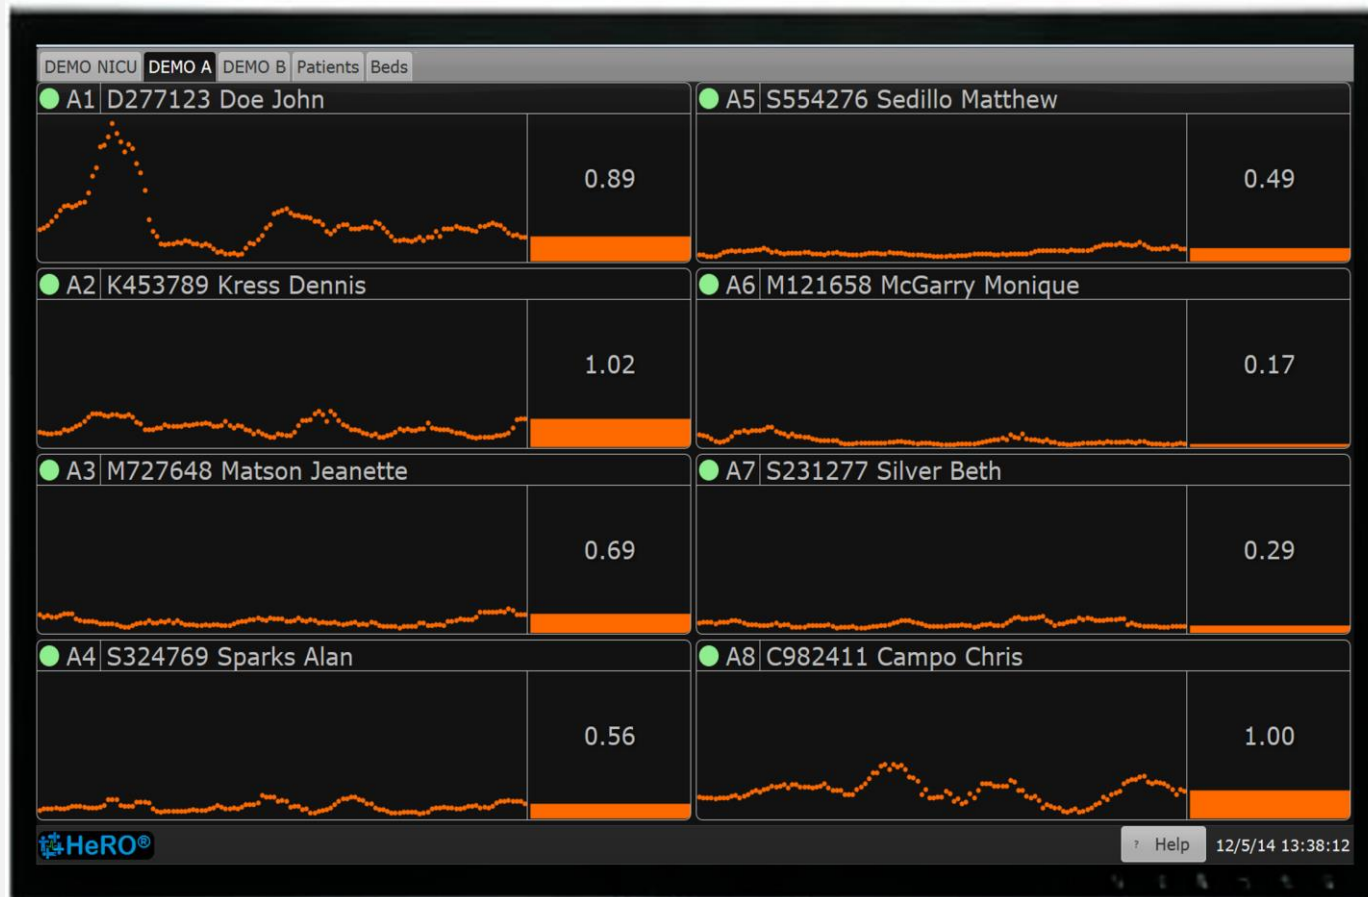 DEMO NICU DEMO A DEMO B Patients Beds
A1 D277123 Doe John
0.89
A2 K453789 Kress Dennis
1.02
A3 M727648 Matson Jeanette
0.69
A4 S324769 Sparks Alan
0.56
A5 S554276 Sedillo Matthew
0.49
A6 M121658 McGarry Monique
0.17
A7 S231277 Silver Beth
0.29
A8 C982411 Campo Chris
1.00
HeRO®
? Help 12/5/14 13:38:12